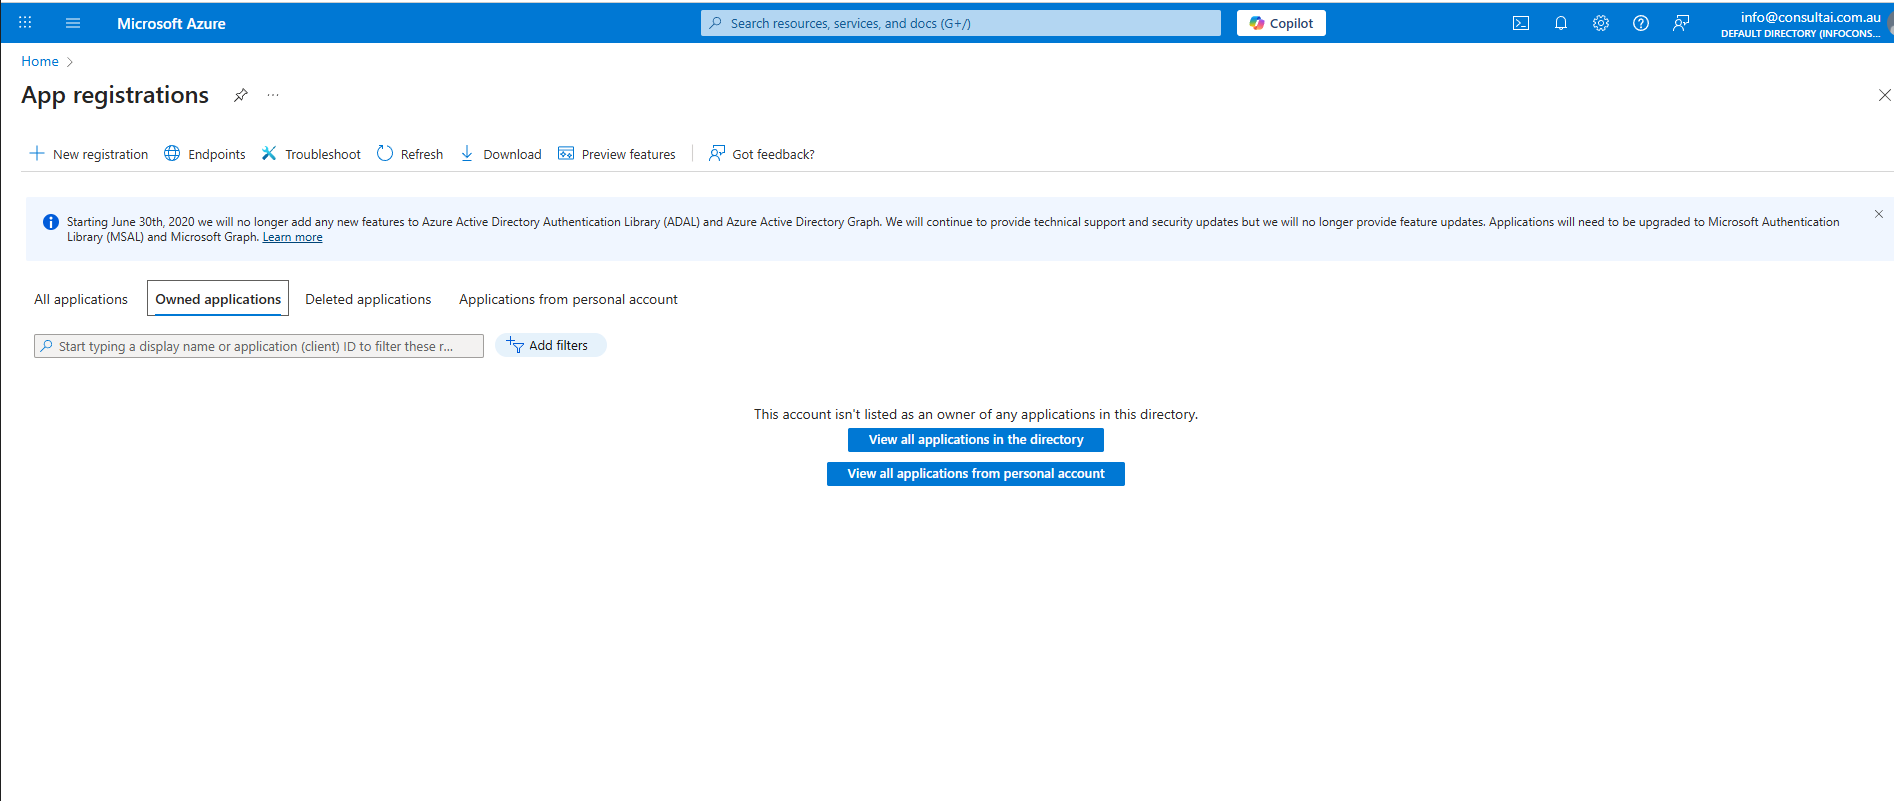 Microsoft Azure
Search resources, services, and docs (G+/)
Copilot
info@consultai.com.au
DEFAULT DIRECTORY (INFOCONS...
Home
App registrations
New registration
Endpoints
Troubleshoot
Refresh
Download
Preview features
Got feedback?
Starting June 30th, 2020 we will no longer add any new features to Azure Active Directory Authentication Library (ADAL) and Azure Active Directory Graph. We will continue to provide technical support and security updates but we will no longer provide feature updates. Applications will need to be upgraded to Microsoft Authentication
Library (MSAL) and Microsoft Graph. Learn more
All applications
Owned applications
Deleted applications
Applications from personal account
Start typing a display name or application (client) ID to filter these r...
Add filters
This account isn't listed as an owner of any applications in this directory.
View all applications in the directory
View all applications from personal account